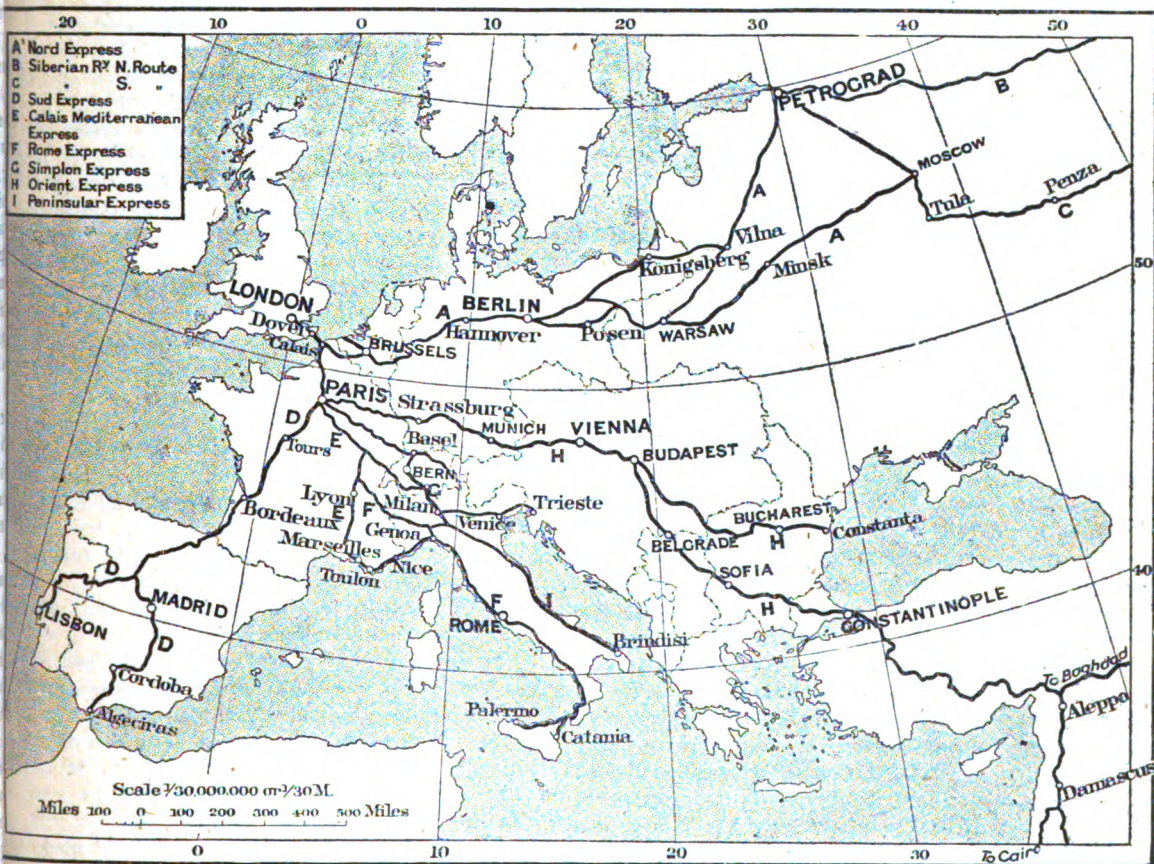 20 10 0 10 20 30 40 50
A Nord Express
B Siberian Rʸ N. Route
C " S. "
D Sud Express
E Calais Mediterranean
Express
F Rome Express
G Simplon Express
H Orient Express
I Peninsular Express
PETROGRAD
B
MOSCOW
Penza
Tula
C
A
Vilna
A
Königsberg
Minsk
50
LONDON
A BERLIN
Dover
Hannover
Posen
WARSAW
Calais
BRUSSELS
PARIS
Strassburg
D
E
MUNICH
VIENNA
Tours
Basel
H
BUDAPEST
BERN
G
Lyon
Milan
Trieste
Bordeaux
E
F
Venice
BUCHAREST
Constanta
Genoa
Marseilles
BELGRADE
H
Nice
Toulon
SOFIA
40
D
MADRID
F
I
H
CONSTANTINOPLE
LISBON
ROME
D
Brindisi
To Baghdad
Cordoba
Aleppo
Algeciras
Palermo
Catania
Damascus
Scale 1/30,000,000 or 1/30 M.
Miles 100 0 100 200 300 400 500 Miles
0 10 20 30
To Cairo